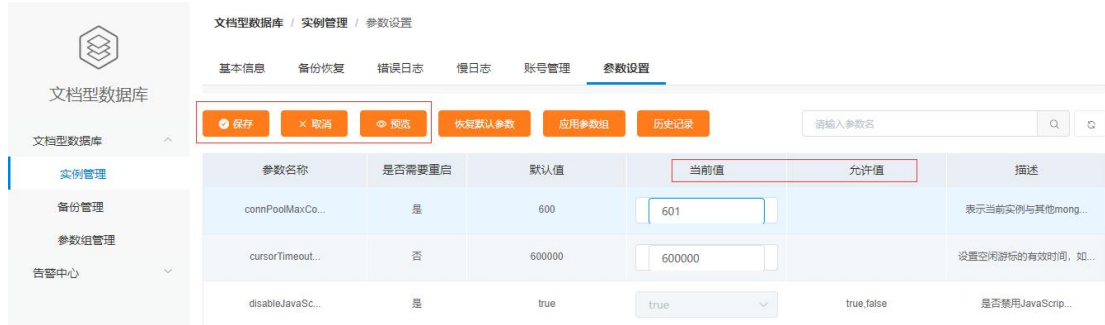 文档型数据库 / 实例管理 / 参数设置
基本信息 备份恢复 错误日志 慢日志 账号管理 参数设置
文档型数据库
保存 取消 预览 恢复默认参数 应用参数组 历史记录 请输入参数名
文档型数据库
实例管理
备份管理
参数组管理
告警中心
参数名称 是否需要重启 默认值 当前值 允许值 描述
connPoolMaxCo... 是 600 601 表示当前实例与其他mong...
cursorTimeout... 否 600000 600000 设置空闲游标的有效时间, 如...
disableJavaSc... 是 true true true,false 是否禁用JavaScrip...